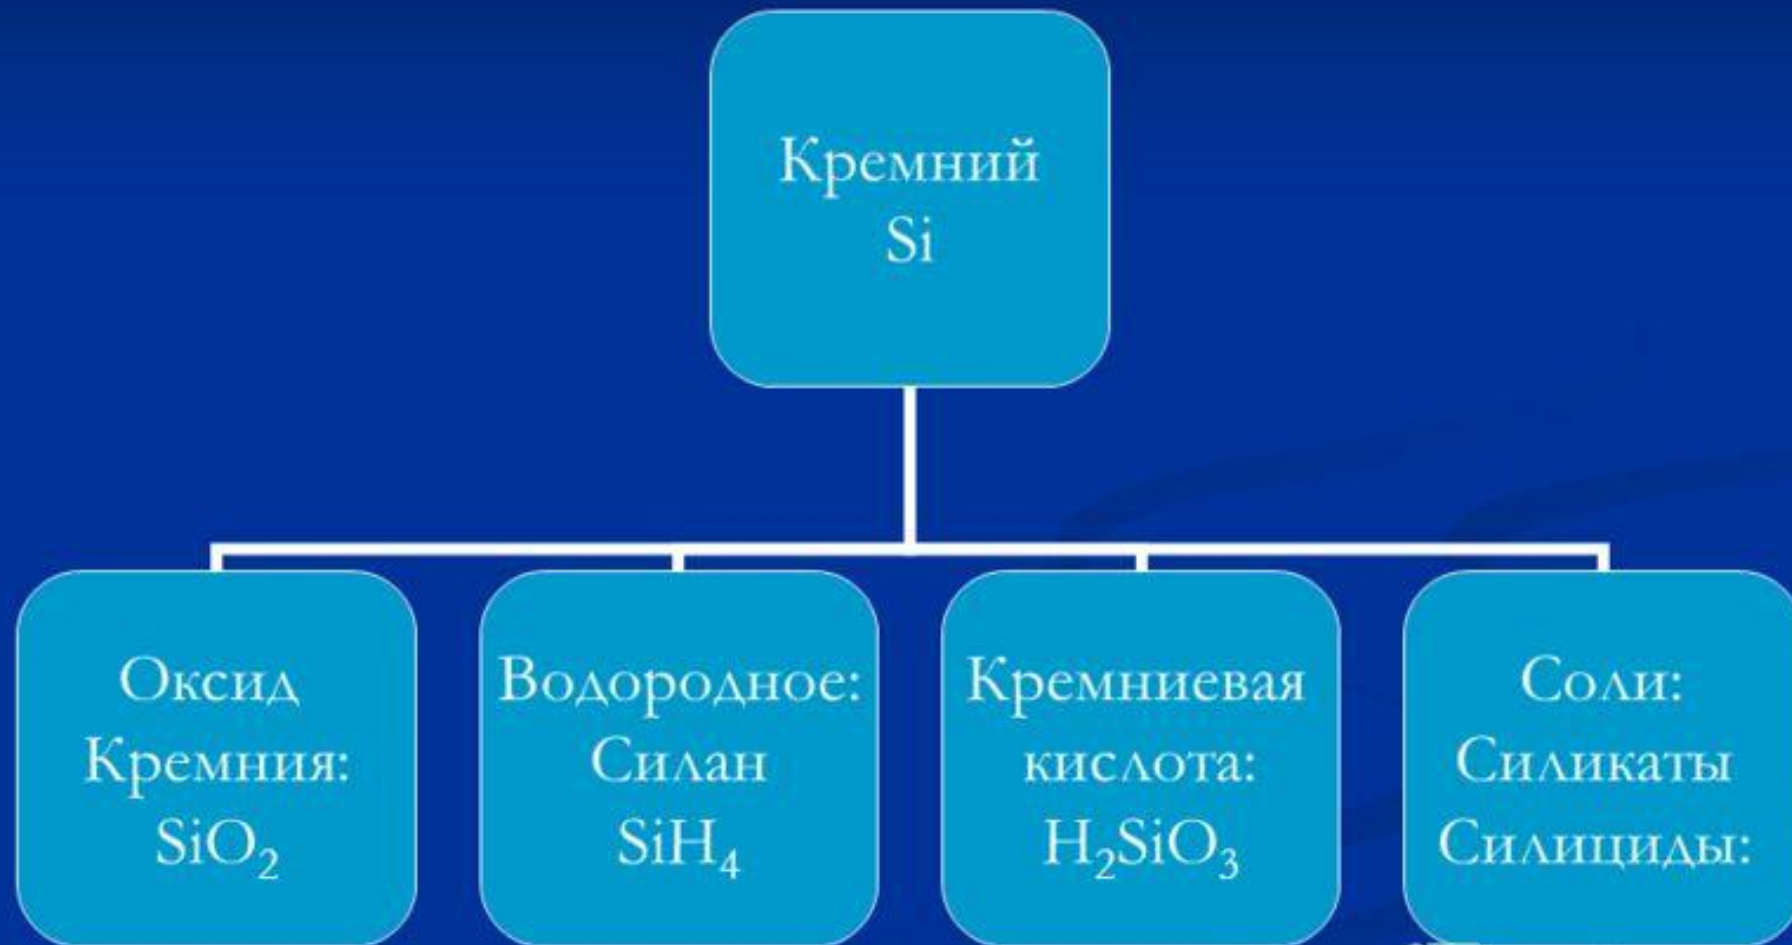 Кремний
Si
Оксид
Кремния:
SiO₂
Водородное:
Силан
SiH₄
Кремниевая
кислота:
H₂SiO₃
Соли:
Силикаты
Силициды: